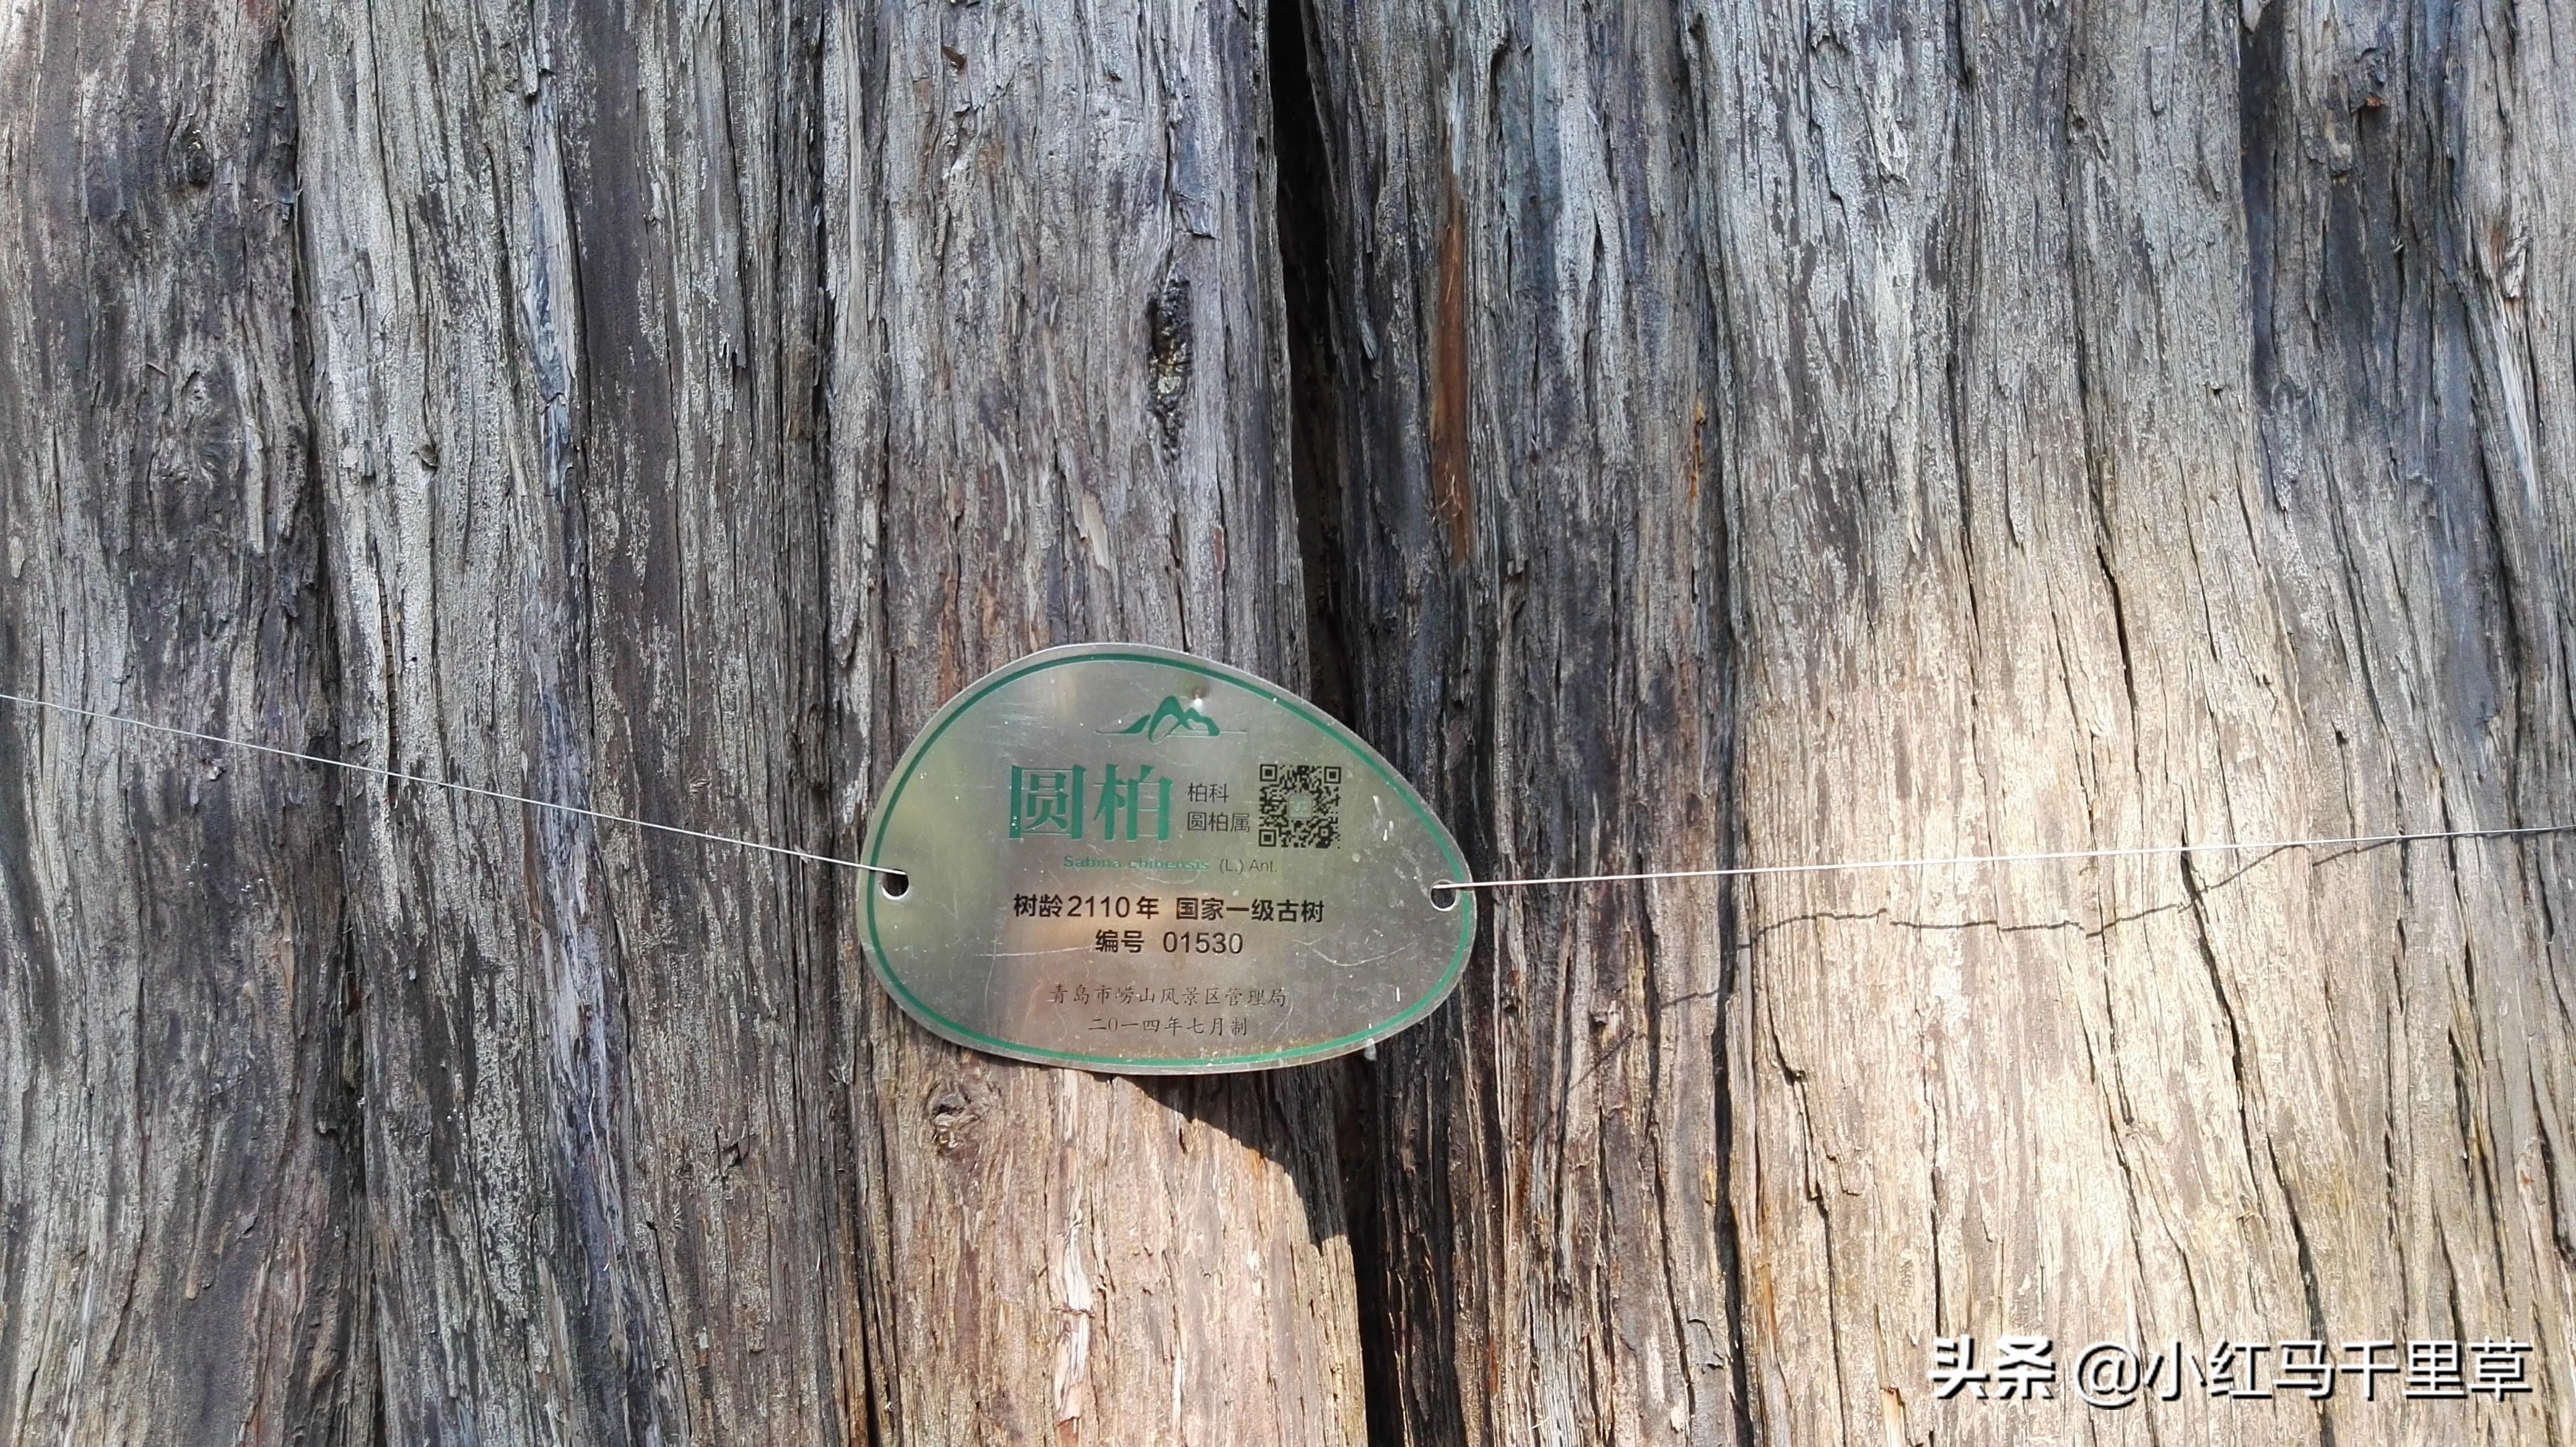 圆柏
柏科
圆柏属
Sabina chinensis (L.) Ant.
树龄2110年 国家一级古树
编号 01530
青岛市崂山风景区管理局
二0一四年七月制
头条 @小红马千里草